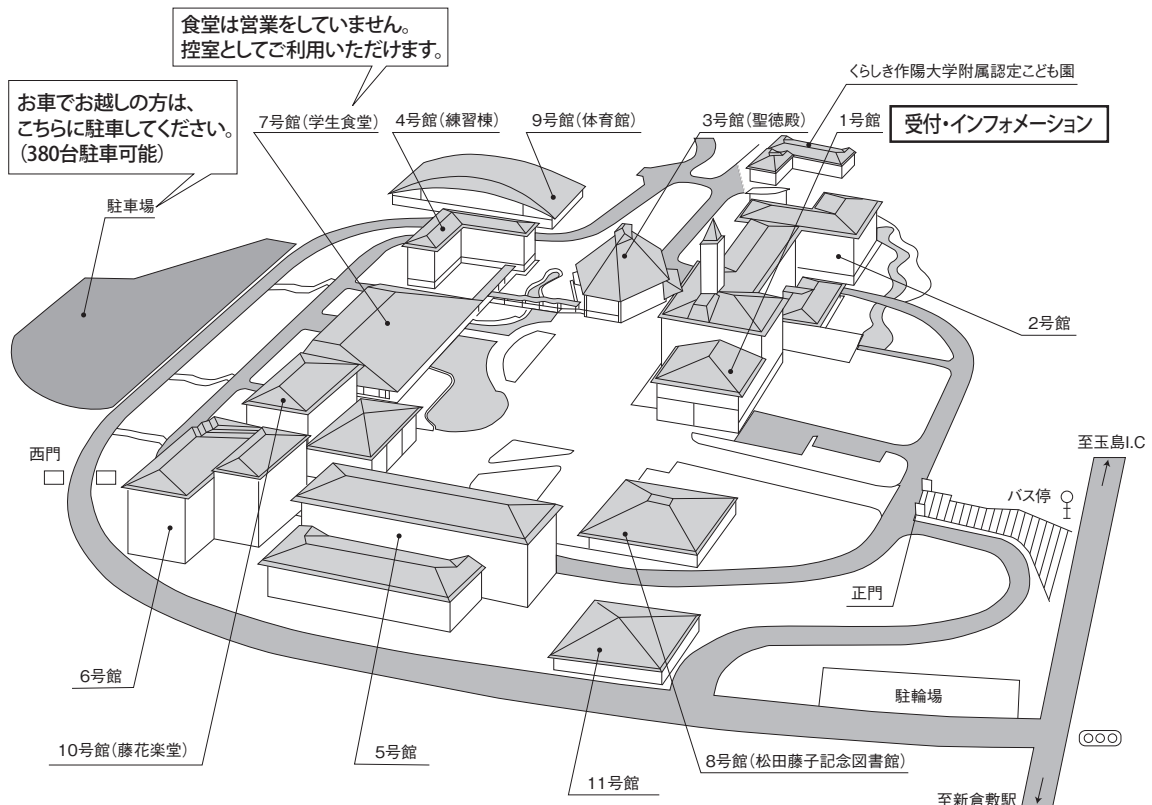 食堂は営業をしていません。
控室としてご利用いただけます。
お車でお越しの方は、
こちらに駐車してください。
（380台駐車可能）
くらしき作陽大学附属認定こども園
7号館（学生食堂）
4号館（練習棟）
9号館（体育館）
3号館（聖徳殿）
1号館
受付・インフォメーション
駐車場
2号館
西門
至玉島I.C
バス停
正門
6号館
駐輪場
10号館（藤花楽堂）
5号館
11号館
8号館（松田藤子記念図書館）
至新倉敷駅